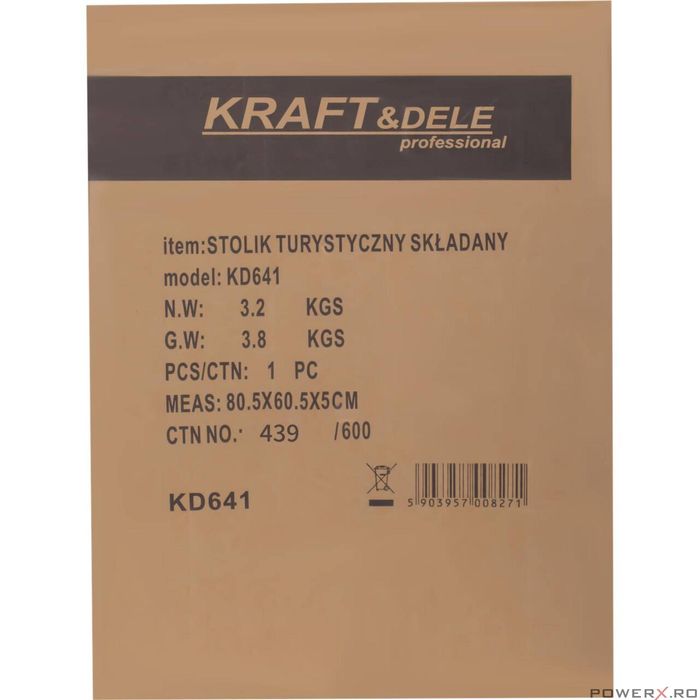 KRAFT&DELE
professional
item:STOLIK TURYSTYCZNY SKŁADANY
model: KD641
N.W: 3.2 KGS
G.W: 3.8 KGS
PCS/CTN: 1 PC
MEAS: 80.5X60.5X5CM
CTN NO.· 439 /600
KD641
5 903957 008271
POWERX.RO